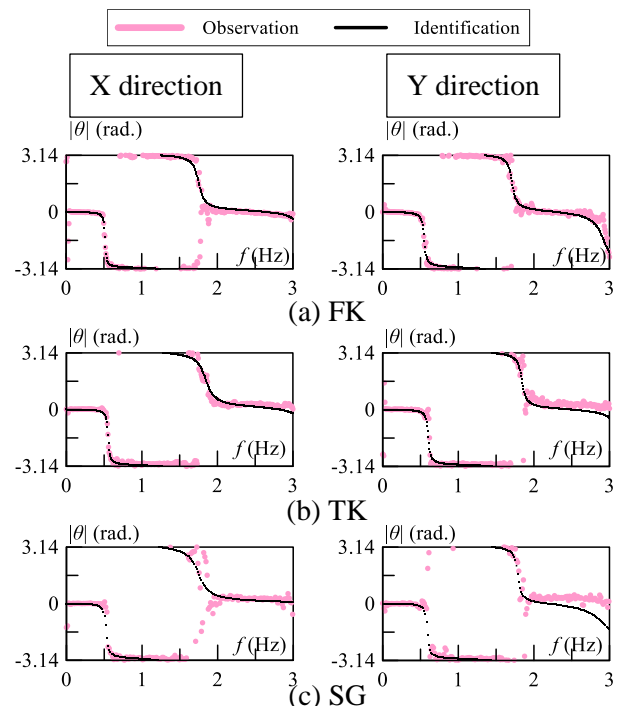 Observation Identification
X direction Y direction
|θ| (rad.) |θ| (rad.)
3.14 3.14
0 0
f (Hz) f (Hz)
-3.14 -3.14
0 1 2 3 0 1 2 3
(a) FK
|θ| (rad.) |θ| (rad.)
3.14 3.14
0 0
f (Hz) f (Hz)
-3.14 -3.14
0 1 2 3 0 1 2 3
(b) TK
|θ| (rad.) |θ| (rad.)
3.14 3.14
0 0
f (Hz) f (Hz)
-3.14 -3.14
0 1 2 3 0 1 2 3
(c) SG